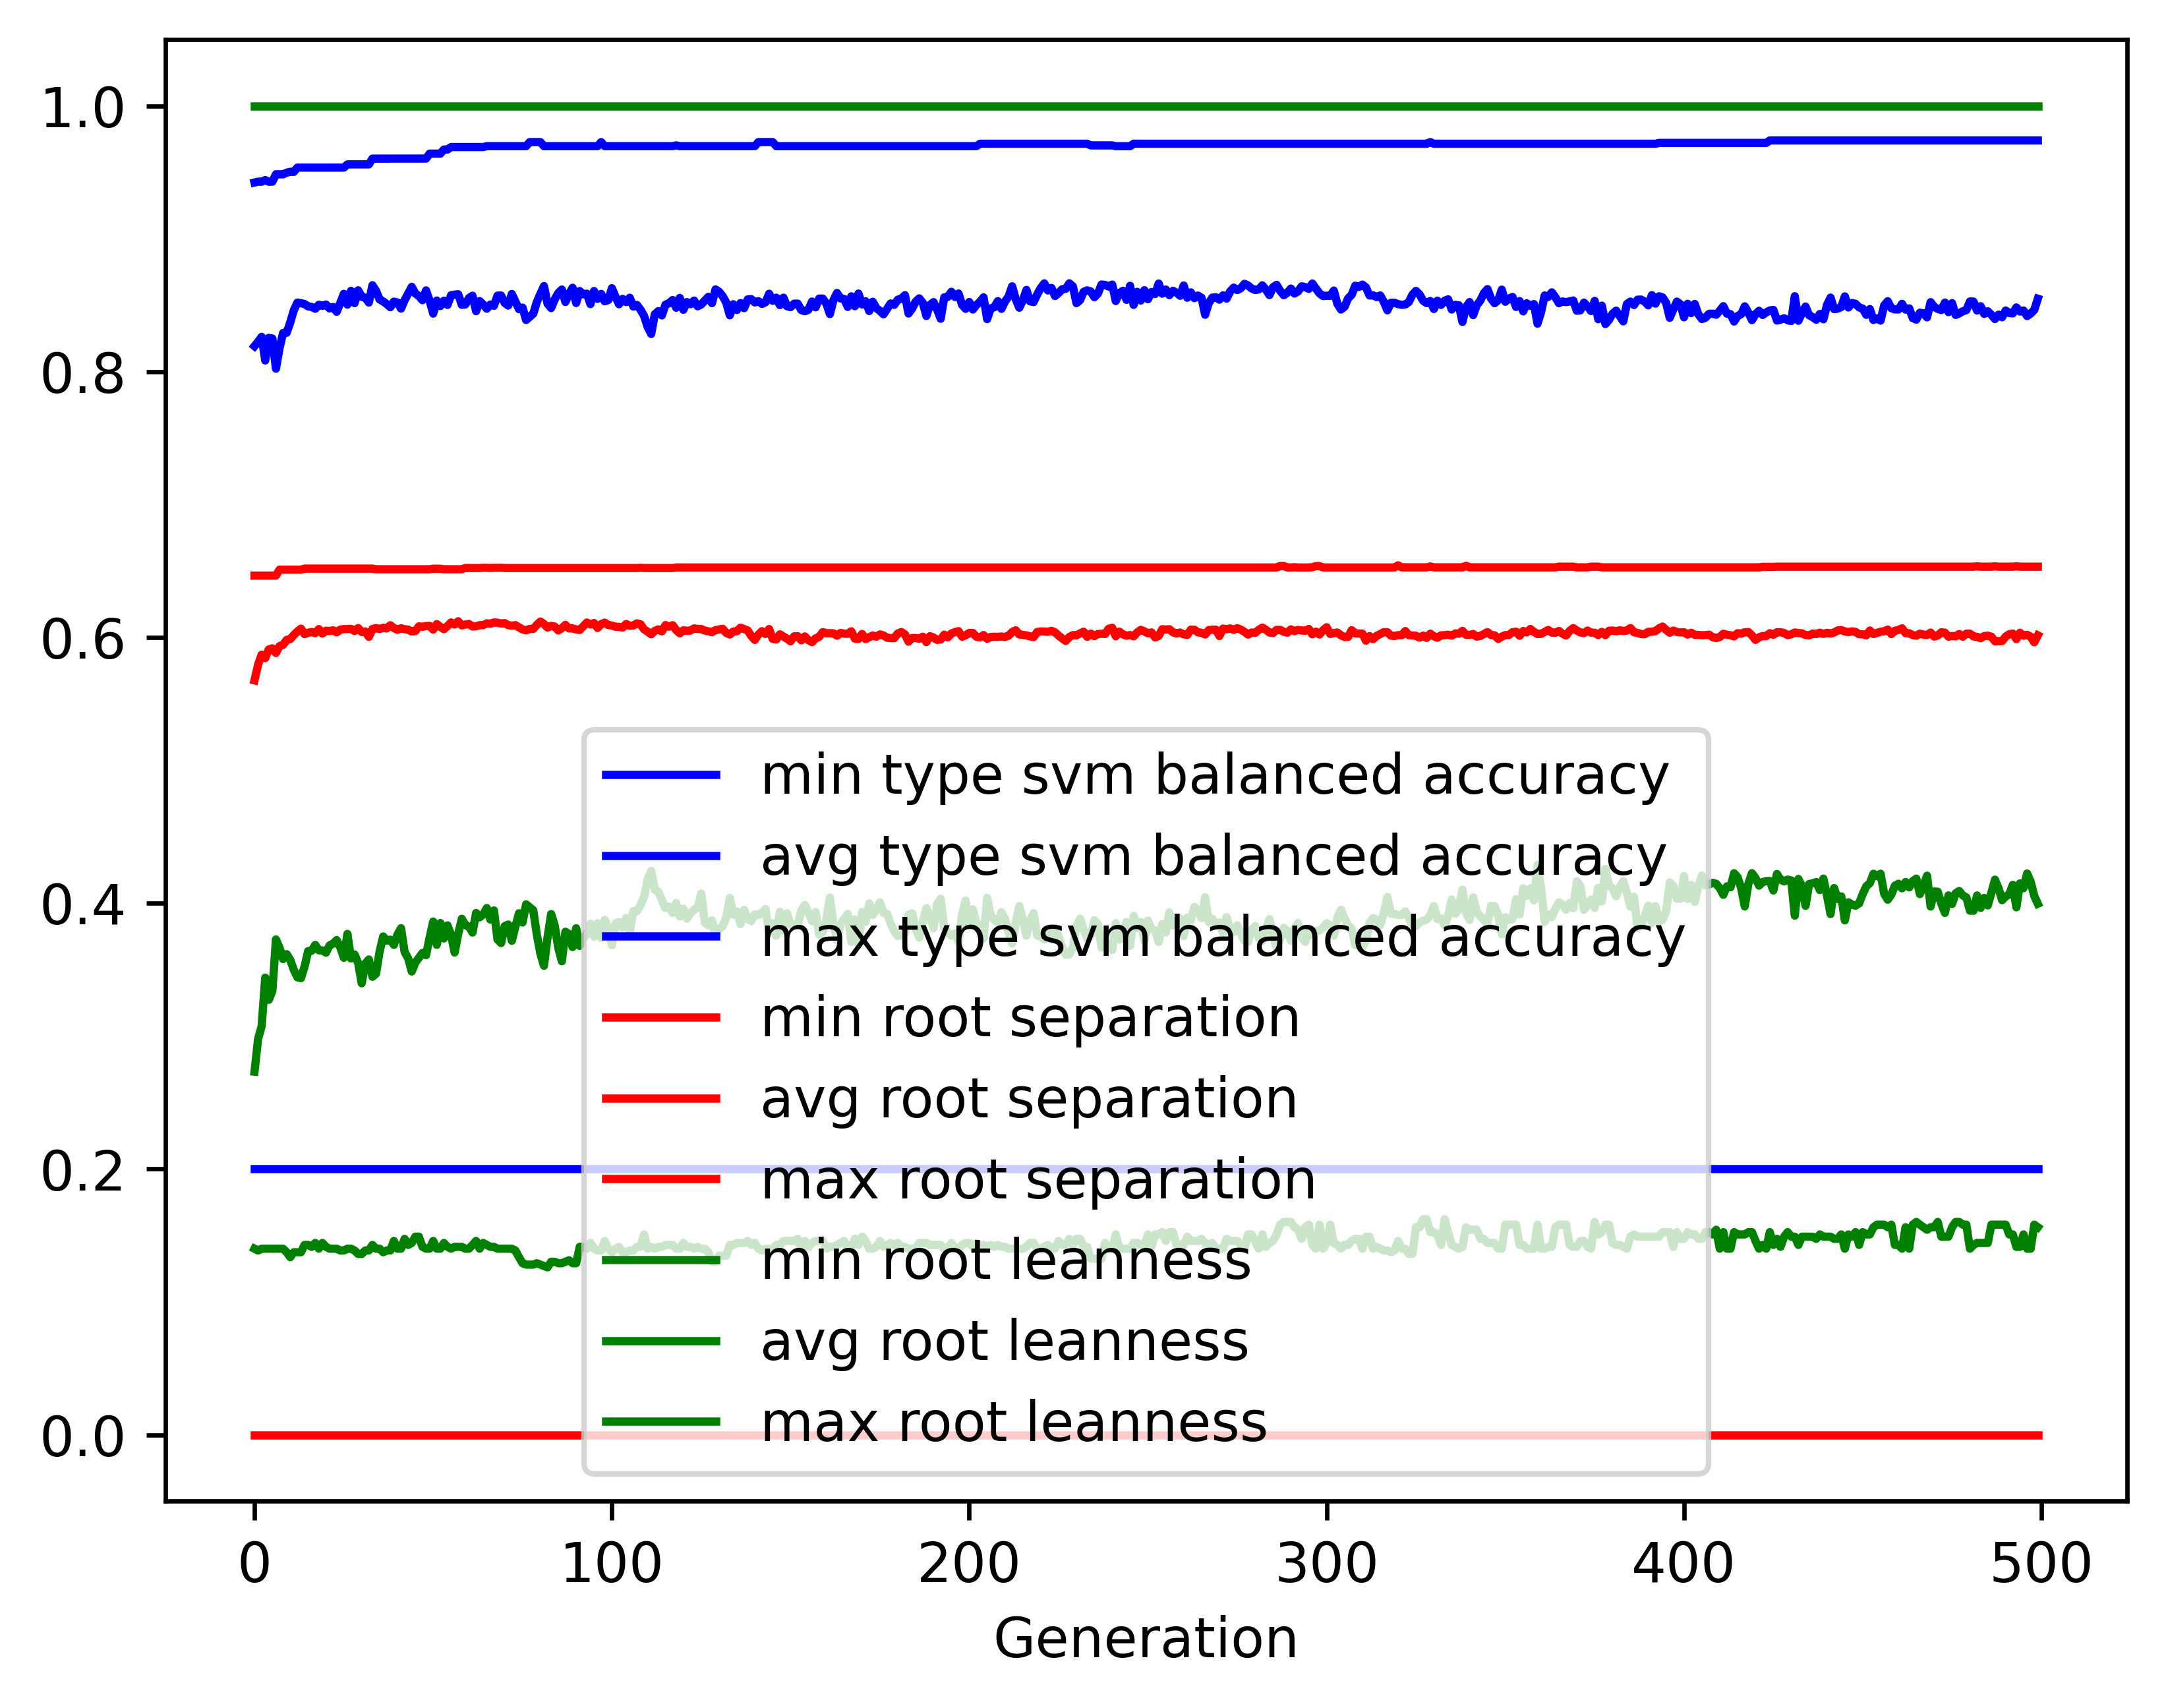 1.0
0.8
0.6
0.4
0.2
0.0
min type svm balanced accuracy
avg type svm balanced accuracy
max type svm balanced accuracy
min root separation
avg root separation
max root separation
min root leanness
avg root leanness
max root leanness
0 100 200 300 400 500
Generation